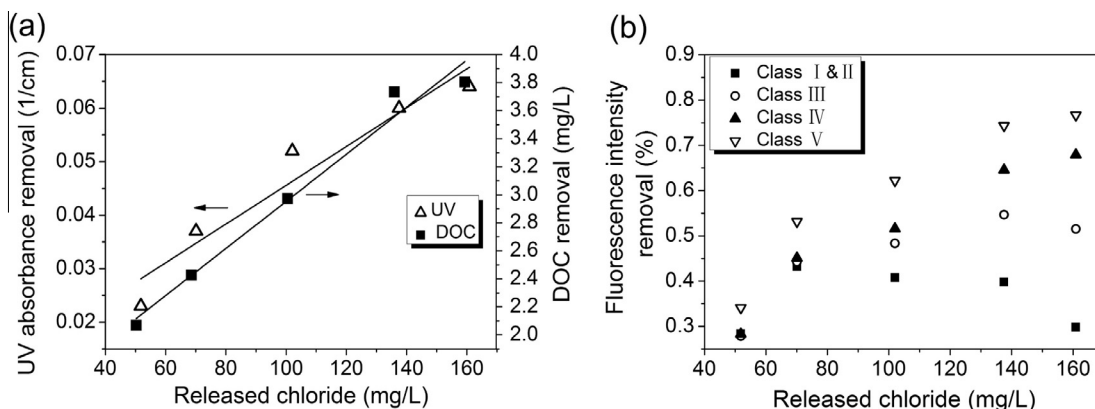 (a)
UV absorbance removal (1/cm)
0.07
0.06
0.05
0.04
0.03
0.02
4.0
3.8
3.6
3.4
3.2
3.0
2.8
2.6
2.4
2.2
2.0
DOC removal (mg/L)
UV
DOC
40 60 80 100 120 140 160
Released chloride (mg/L)
(b)
Fluorescence intensity
removal (%)
0.9
0.8
0.7
0.6
0.5
0.4
0.3
Class Ⅰ & Ⅱ
Class Ⅲ
Class Ⅳ
Class Ⅴ
40 60 80 100 120 140 160
Released chloride (mg/L)